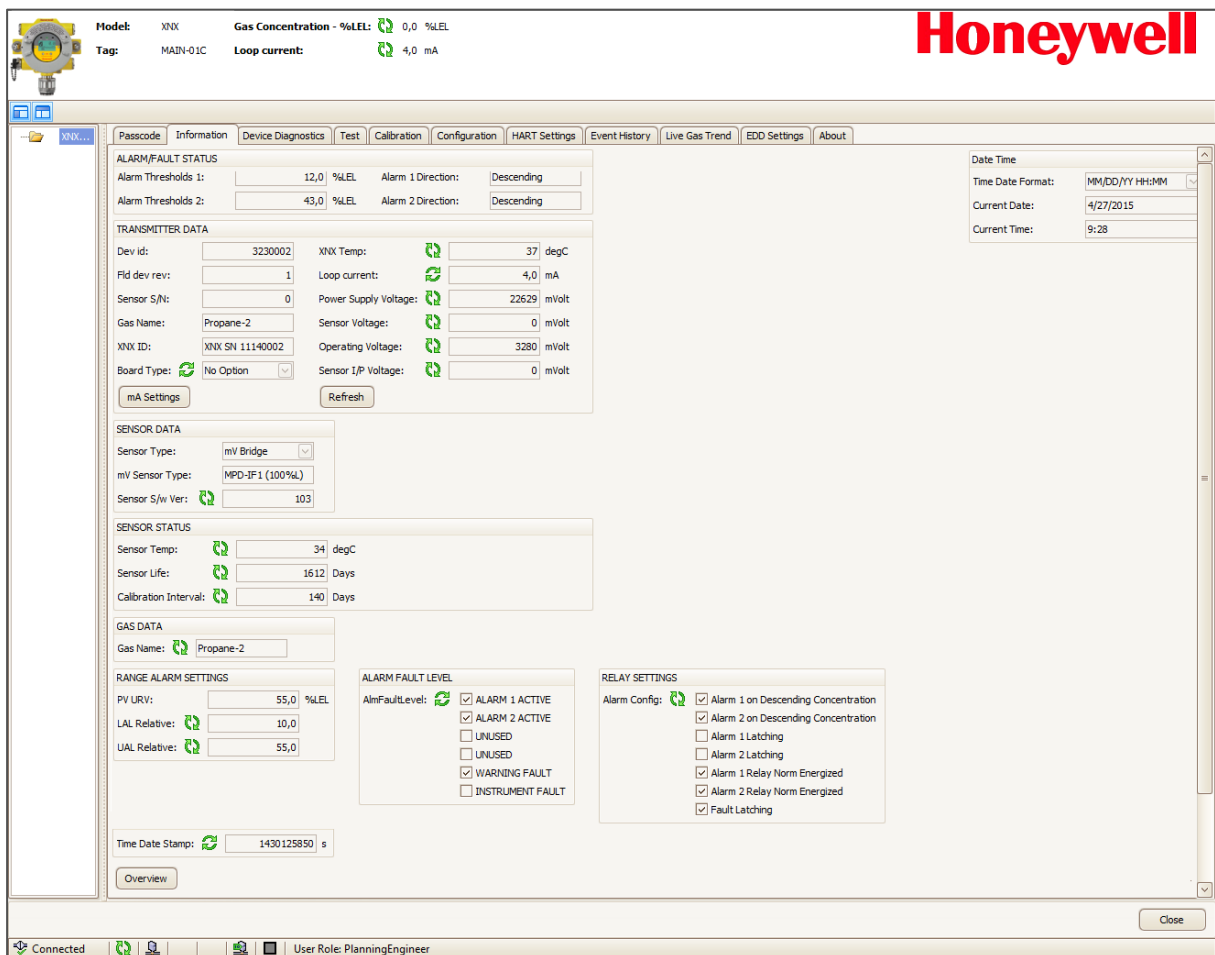 Model: XNX Gas Concentration - %LEL: 0,0 %LEL
Honeywell
Tag: MAIN-01C Loop current: 4,0 mA
XNX...
Passcode Information Device Diagnostics Test Calibration Configuration HART Settings Event History Live Gas Trend EDD Settings About
ALARM/FAULT STATUS
Alarm Thresholds 1: 12,0 %LEL Alarm 1 Direction: Descending
Alarm Thresholds 2: 43,0 %LEL Alarm 2 Direction: Descending
Date Time
Time Date Format: MM/DD/YY HH:MM
Current Date: 4/27/2015
Current Time: 9:28
TRANSMITTER DATA
Dev id: 3230002 XNX Temp: 37 degC
Fld dev rev: 1 Loop current: 4,0 mA
Sensor S/N: 0 Power Supply Voltage: 22629 mVolt
Gas Name: Propane-2 Sensor Voltage: 0 mVolt
XNX ID: XNX SN 11140002 Operating Voltage: 3280 mVolt
Board Type: No Option Sensor I/P Voltage: 0 mVolt
mA Settings Refresh
SENSOR DATA
Sensor Type: mV Bridge
mV Sensor Type: MPD-IF1 (100%L)
Sensor S/w Ver: 103
SENSOR STATUS
Sensor Temp: 34 degC
Sensor Life: 1612 Days
Calibration Interval: 140 Days
GAS DATA
Gas Name: Propane-2
RANGE ALARM SETTINGS
PV URV: 55,0 %LEL
LAL Relative: 10,0
UAL Relative: 55,0
ALARM FAULT LEVEL
AlmFaultLevel: ALARM 1 ACTIVE
ALARM 2 ACTIVE
UNUSED
UNUSED
WARNING FAULT
INSTRUMENT FAULT
RELAY SETTINGS
Alarm Config: Alarm 1 on Descending Concentration
Alarm 2 on Descending Concentration
Alarm 1 Latching
Alarm 2 Latching
Alarm 1 Relay Norm Energized
Alarm 2 Relay Norm Energized
Fault Latching
Time Date Stamp: 1430125850 s
Overview
Close
Connected User Role: PlanningEngineer